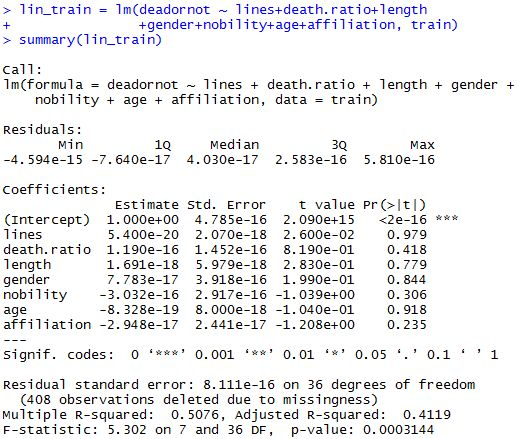 > lin_train = lm(deadornot ~ lines+death.ratio+length
+ +gender+nobility+age+affiliation, train)
> summary(lin_train)
Call:
lm(formula = deadornot ~ lines + death.ratio + length + gender +
nobility + age + affiliation, data = train)
Residuals:
Min 1Q Median 3Q Max
-4.594e-15 -7.640e-17 4.030e-17 2.583e-16 5.810e-16
Coefficients:
Estimate Std. Error t value Pr(>|t|)
(Intercept) 1.000e+00 4.785e-16 2.090e+15 <2e-16 ***
lines 5.400e-20 2.070e-18 2.600e-02 0.979
death.ratio 1.190e-16 1.452e-16 8.190e-01 0.418
length 1.691e-18 5.979e-18 2.830e-01 0.779
gender 7.783e-17 3.918e-16 1.990e-01 0.844
nobility -3.032e-16 2.917e-16 -1.039e+00 0.306
age -8.328e-19 8.000e-18 -1.040e-01 0.918
affiliation -2.948e-17 2.441e-17 -1.208e+00 0.235
---
Signif. codes: 0 ‘***’ 0.001 ‘**’ 0.01 ‘*’ 0.05 ‘.’ 0.1 ‘ ’ 1
Residual standard error: 8.111e-16 on 36 degrees of freedom
(408 observations deleted due to missingness)
Multiple R-squared: 0.5076, Adjusted R-squared: 0.4119
F-statistic: 5.302 on 7 and 36 DF, p-value: 0.0003144